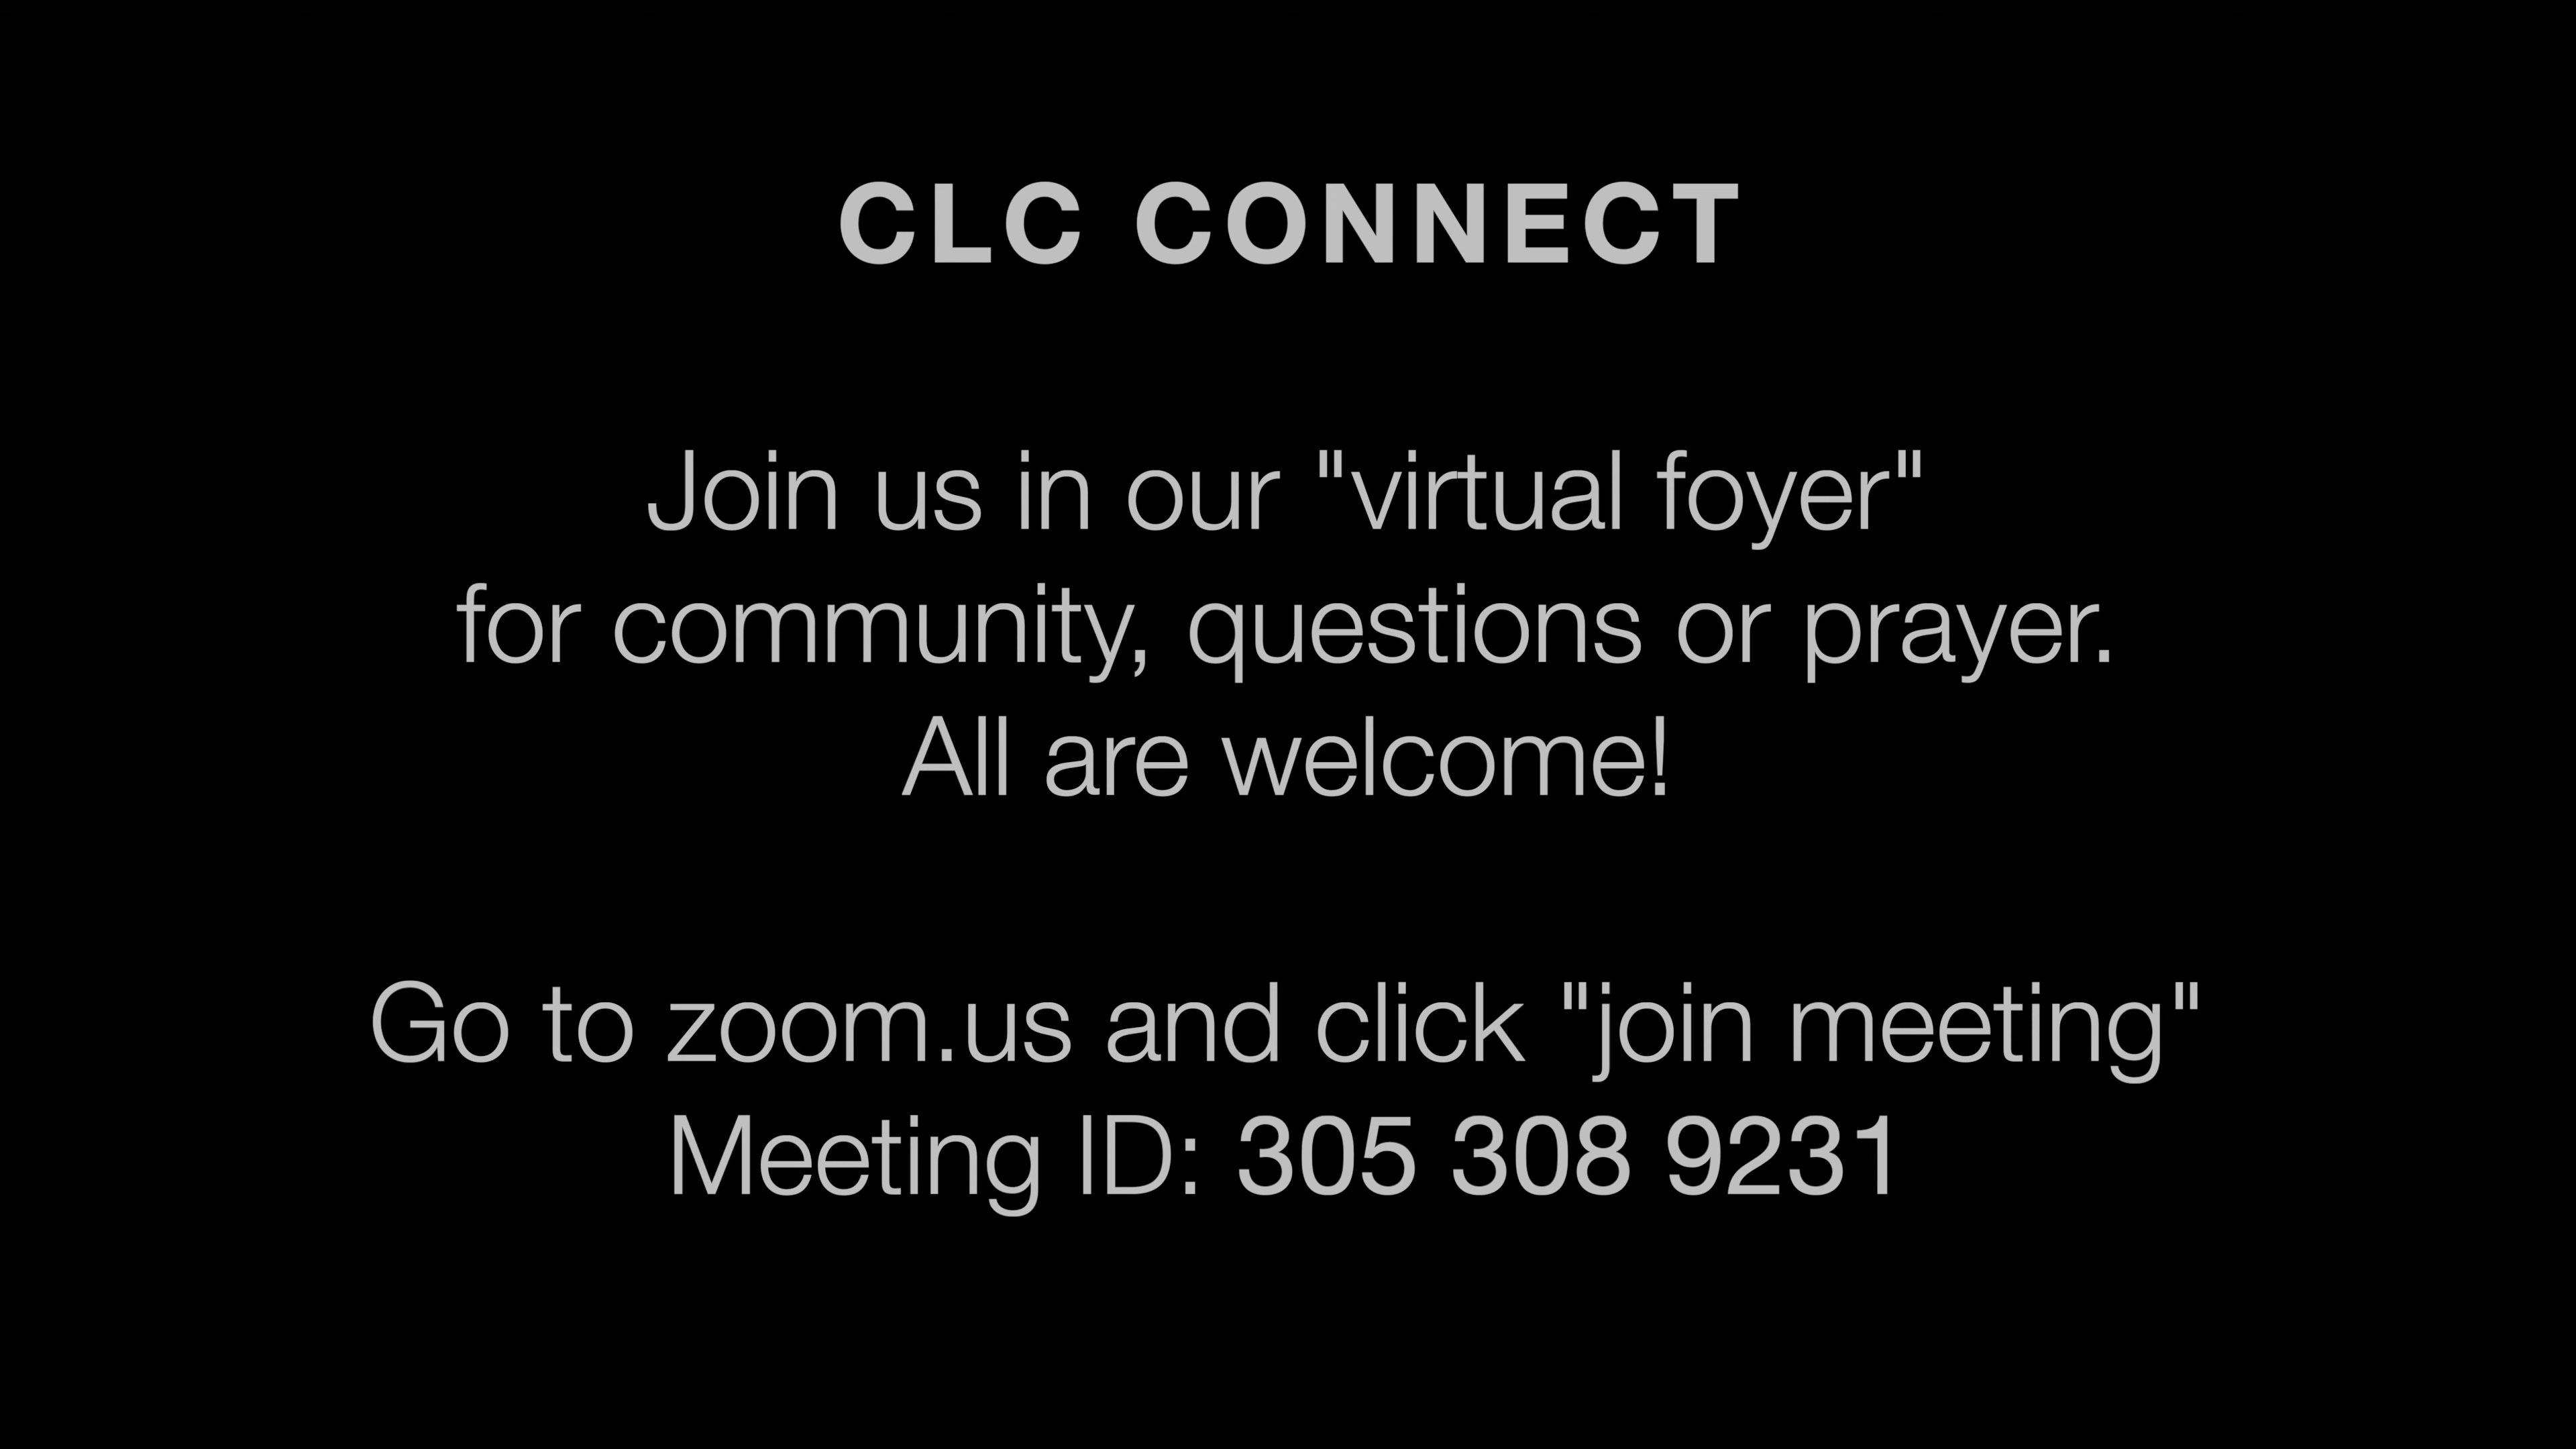 CLC CONNECT
Join us in our "virtual foyer"
for community, questions or prayer.
All are welcome!
Go to zoom.us and click "join meeting"
Meeting ID: 305 308 9231